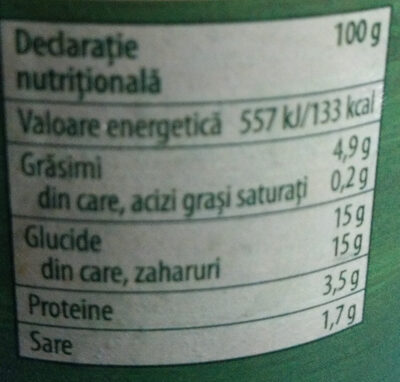 Declarație 100 g
nutrițională
Valoare energetică 557 kJ/133 kcal
Grăsimi 4,9 g
din care, acizi grași saturați 0,2 g
Glucide 15 g
din care, zaharuri 15 g
Proteine 3,5 g
Sare 1,7 g